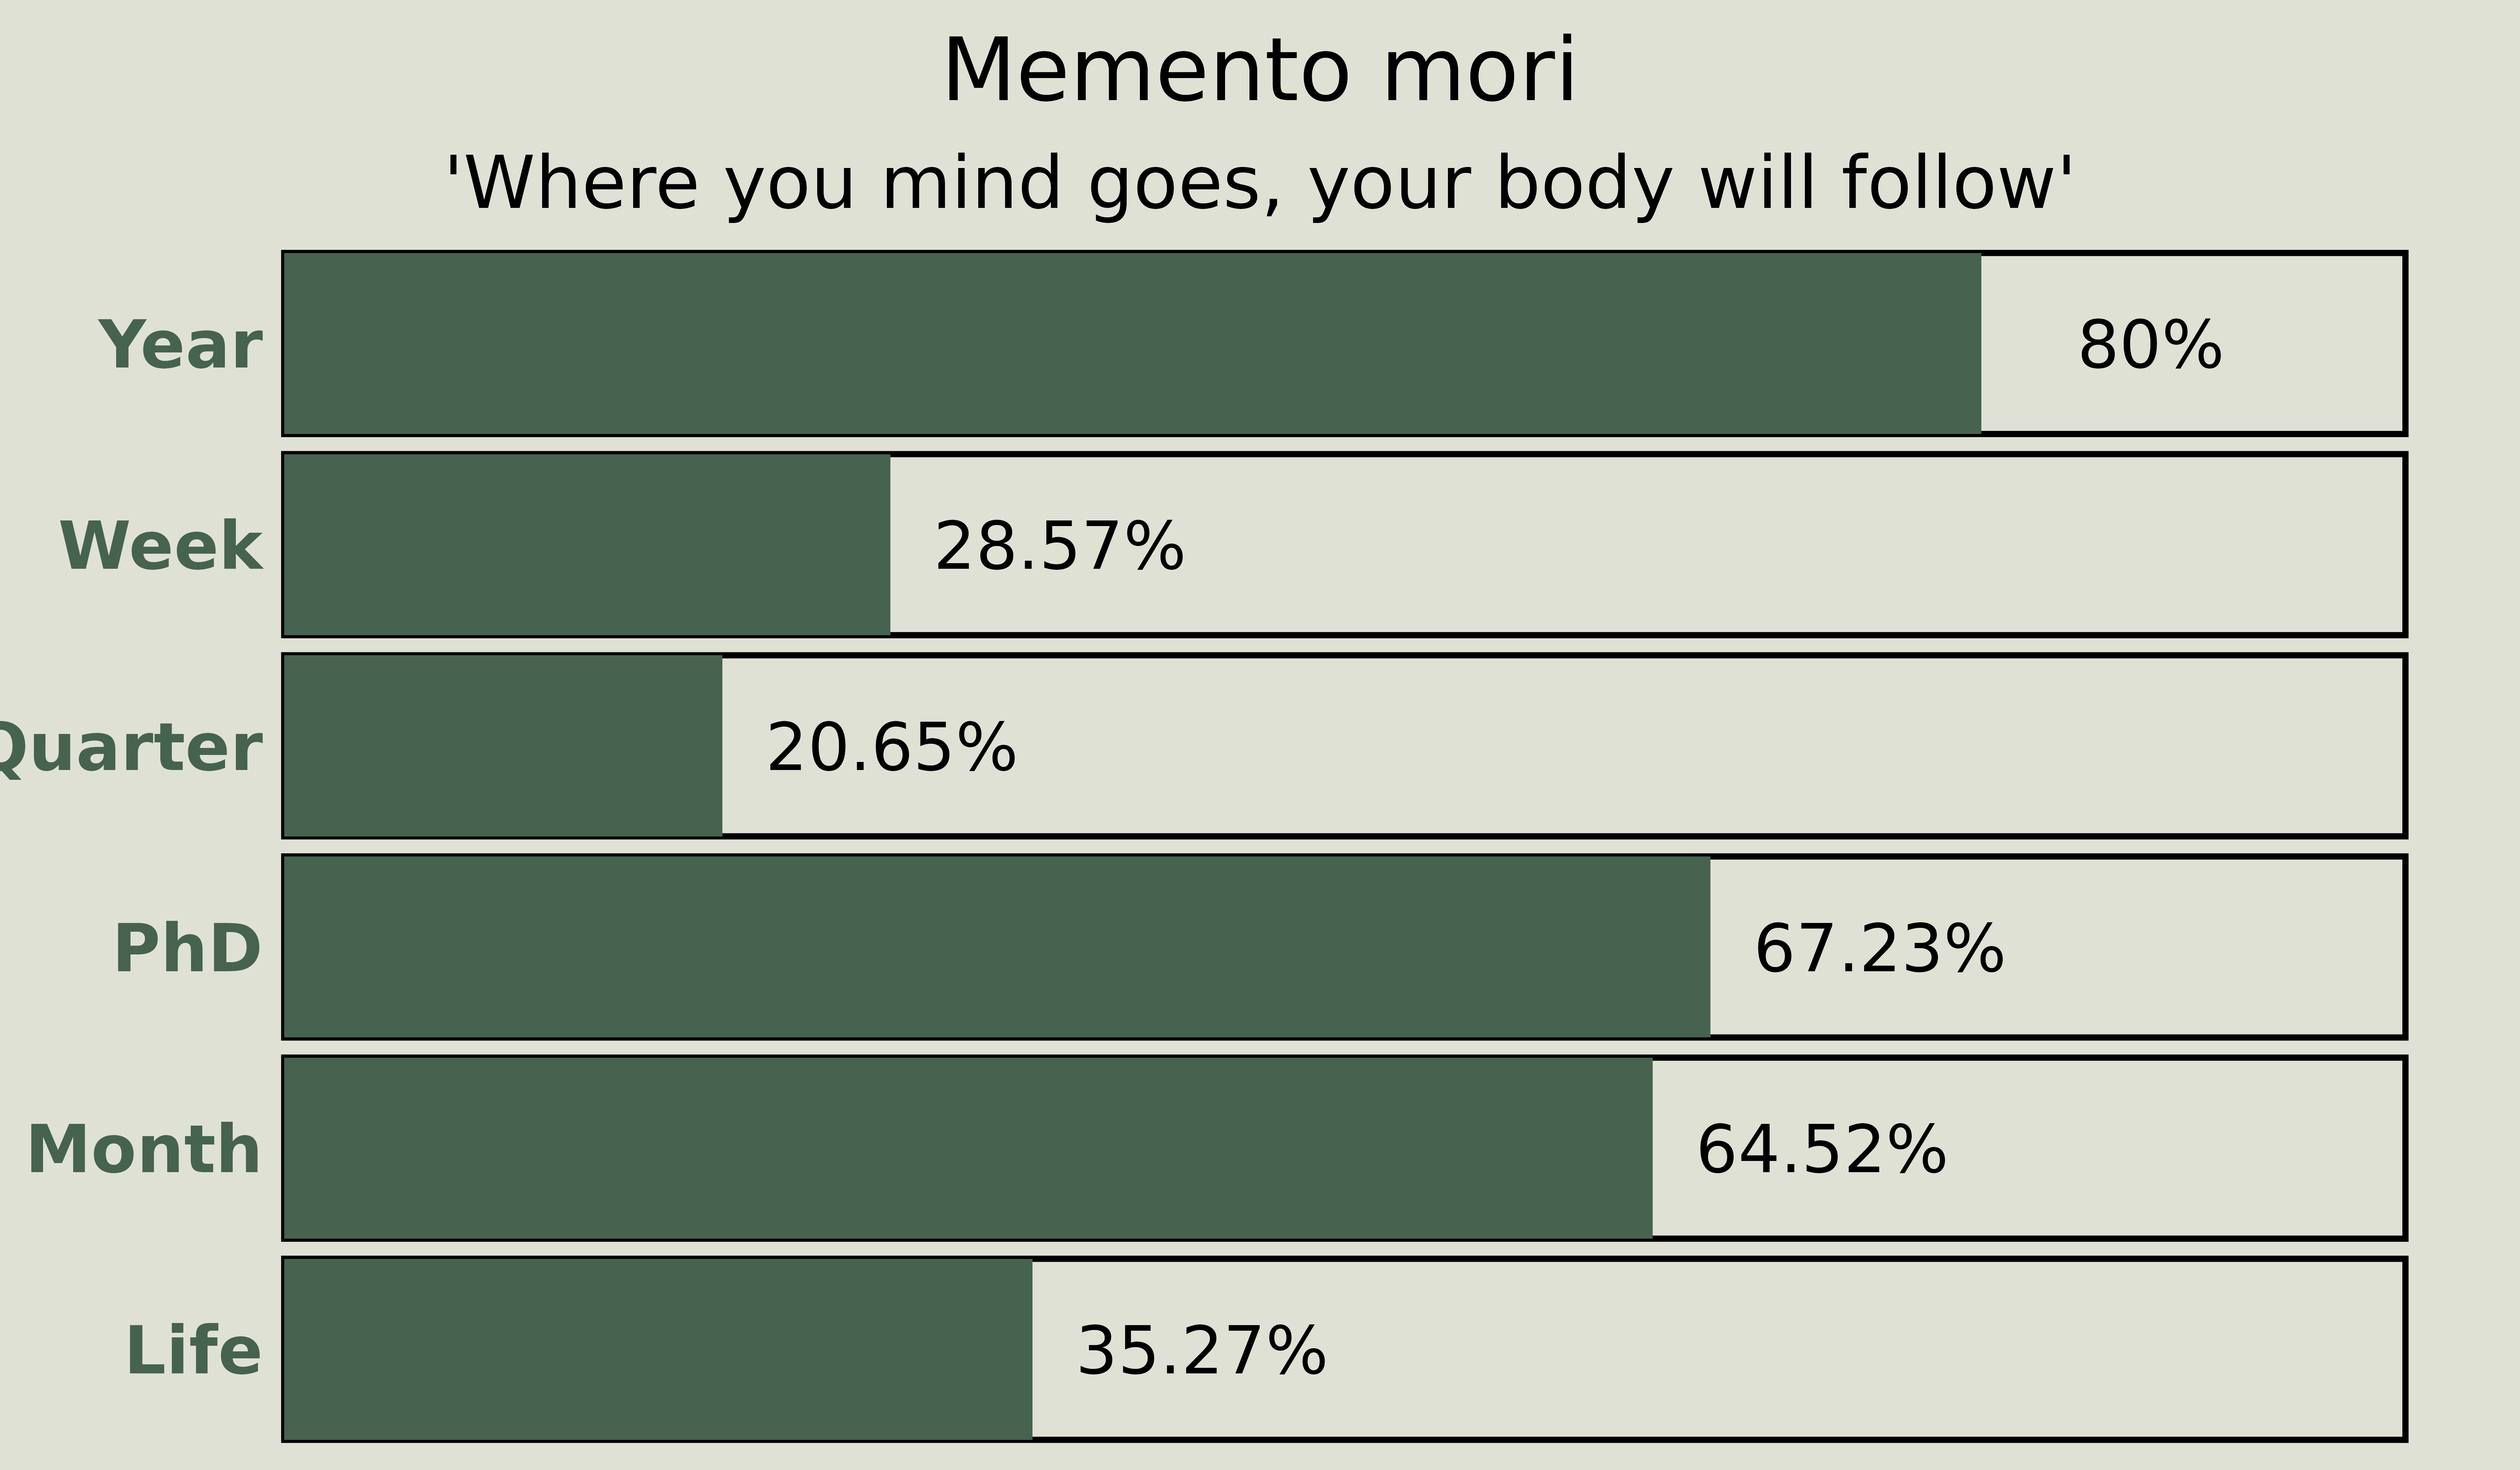 Memento mori
'Where you mind goes, your body will follow'
Year 80%
Week 28.57%
Quarter 20.65%
PhD 67.23%
Month 64.52%
Life 35.27%